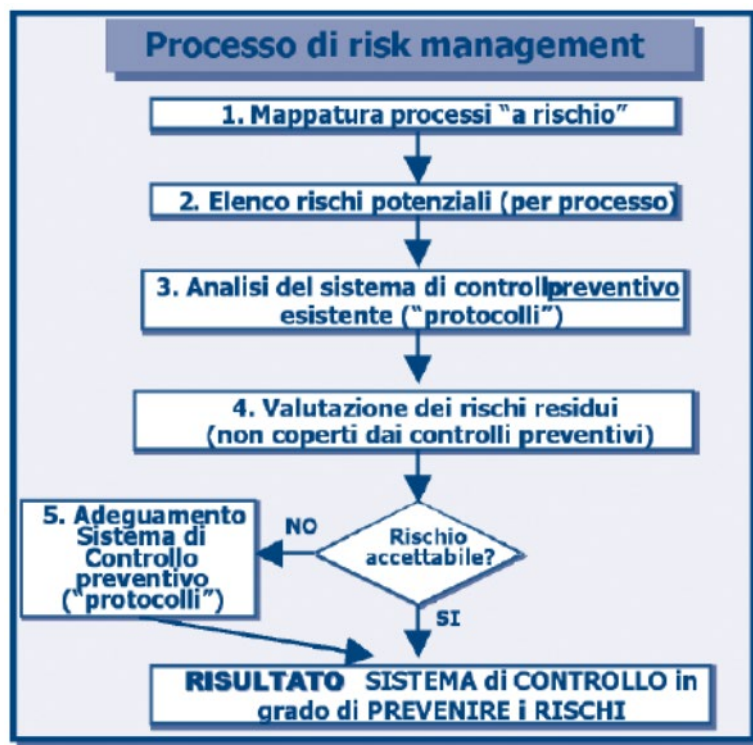 Processo di risk management
1. Mappatura processi “a rischio”
2. Elenco rischi potenziali (per processo)
3. Analisi del sistema di controllo preventivo
esistente (“protocolli”)
4. Valutazione dei rischi residui
(non coperti dai controlli preventivi)
Rischio
accettabile?
NO
5. Adeguamento
Sistema di
Controllo
preventivo
(“protocolli”)
SI
RISULTATO SISTEMA di CONTROLLO in
grado di PREVENIRE i RISCHI